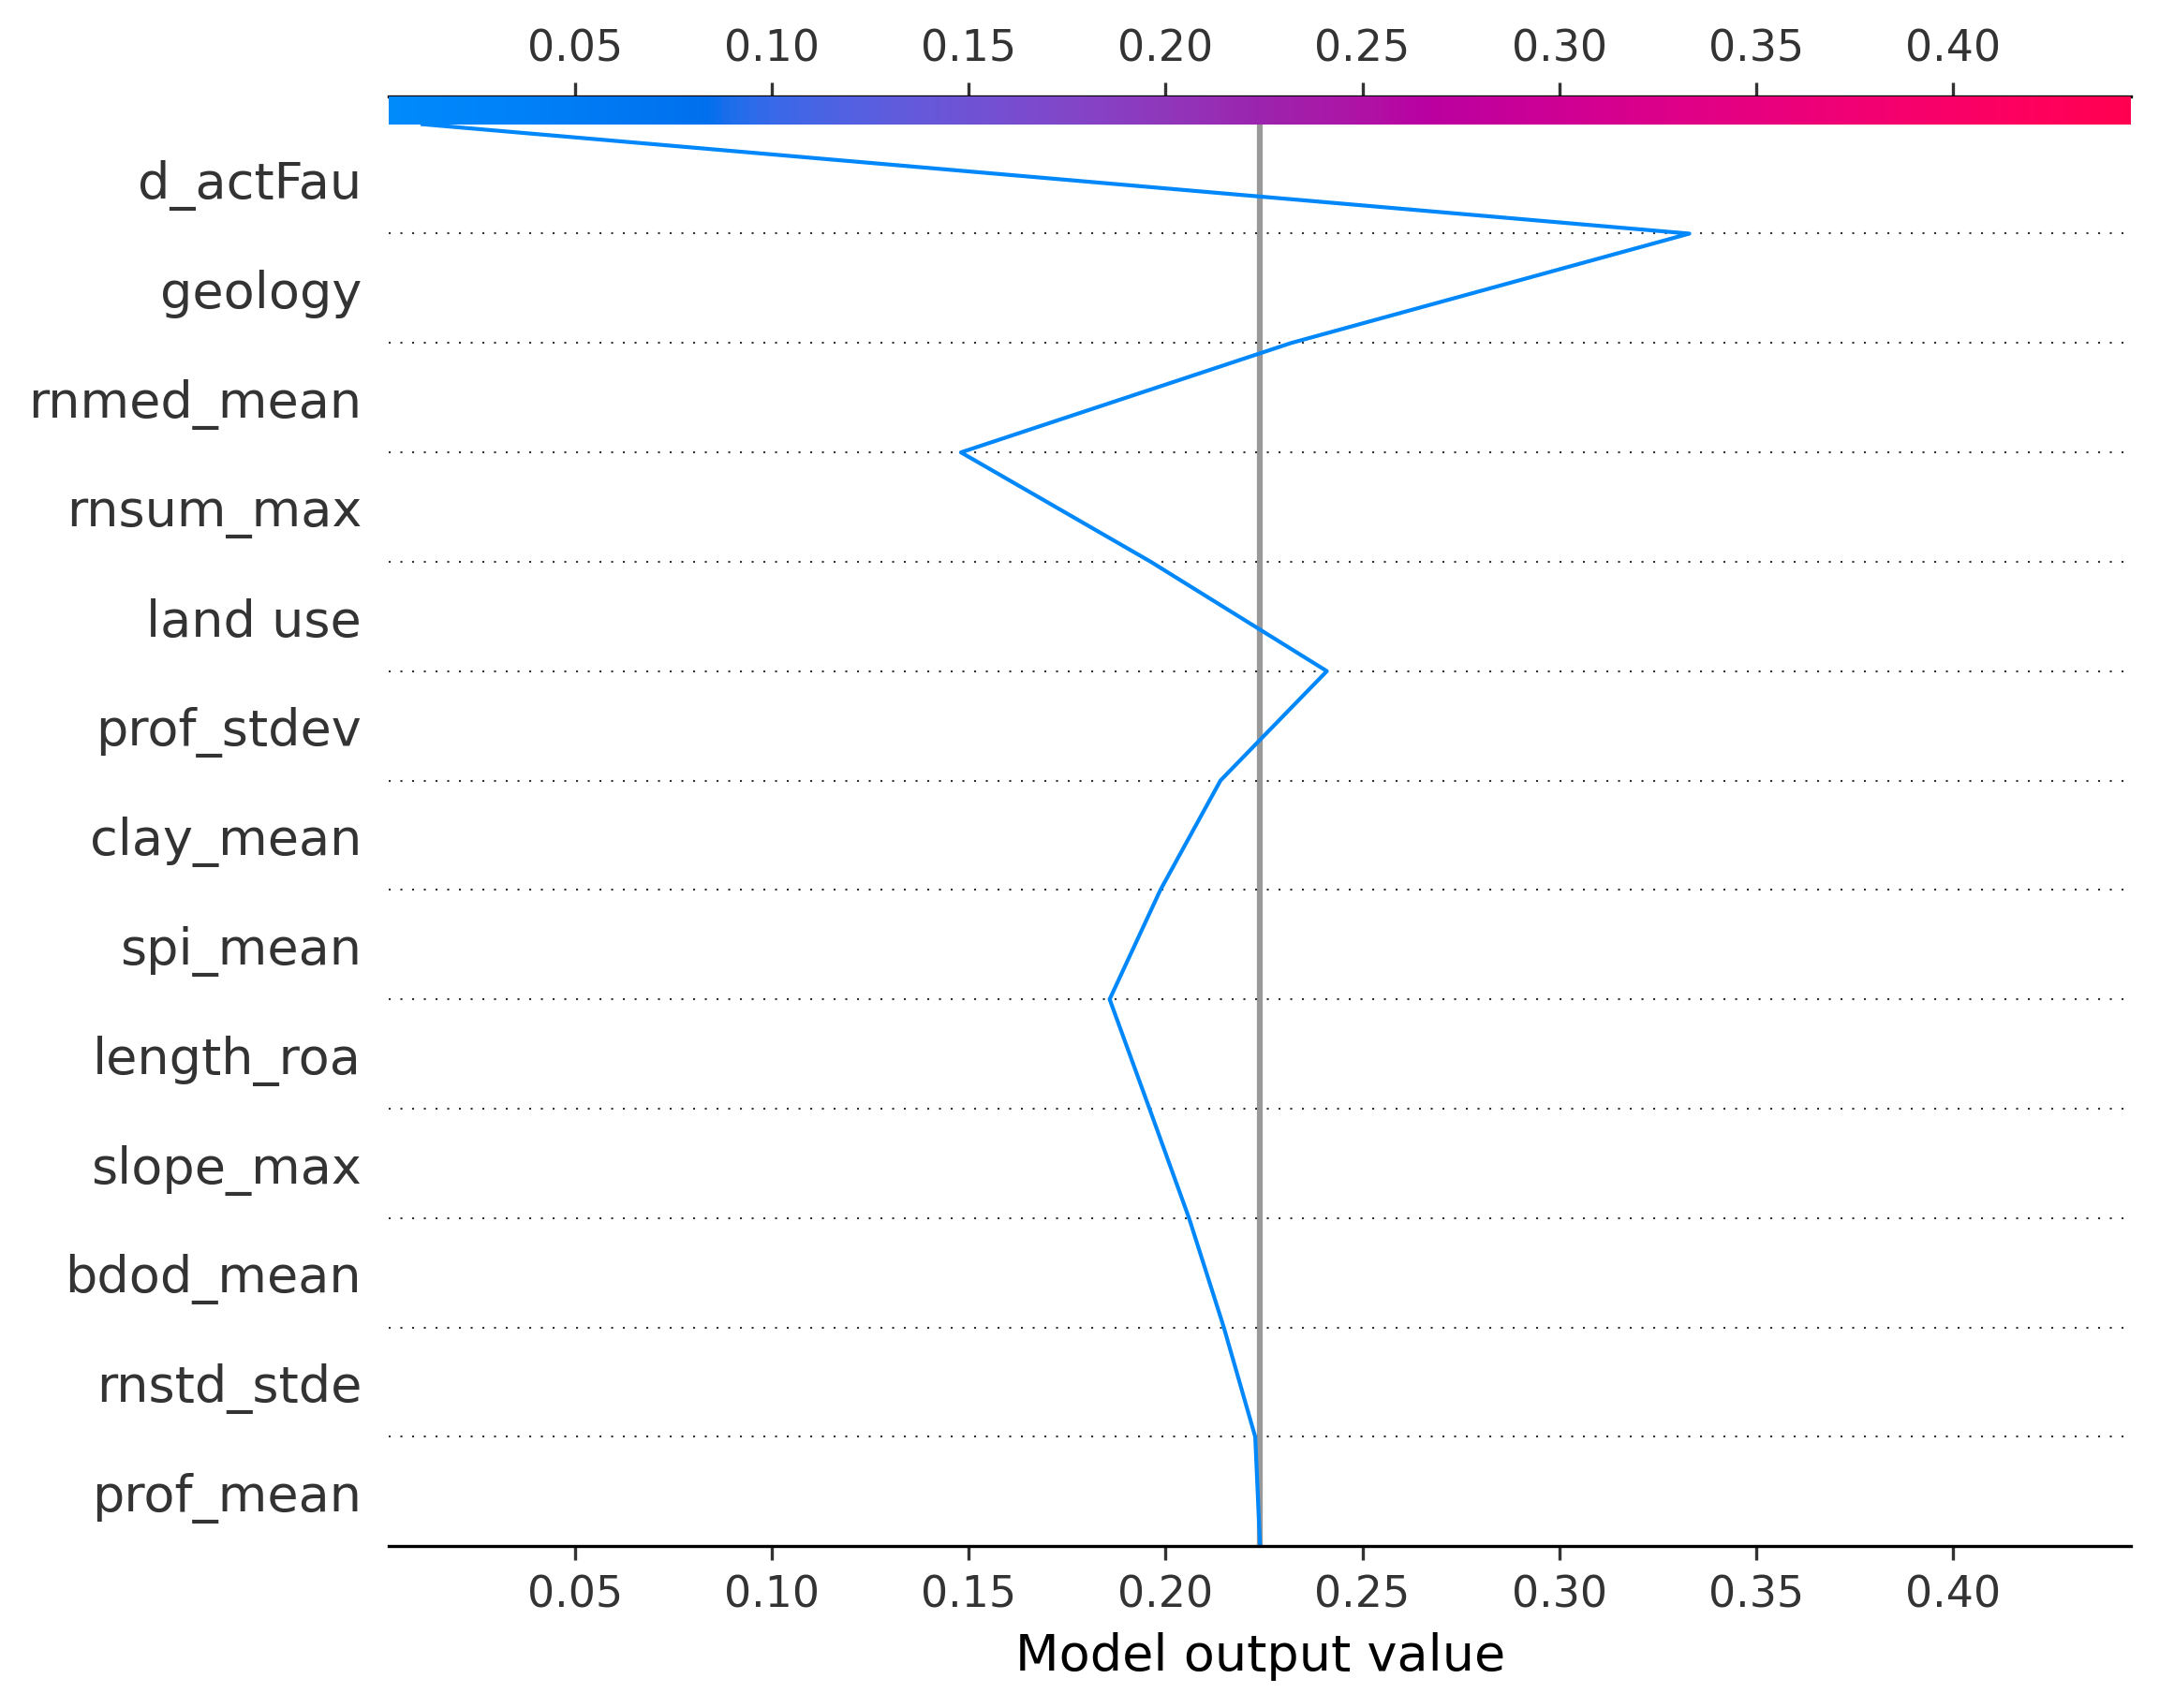 0.05 0.10 0.15 0.20 0.25 0.30 0.35 0.40
d_actFau
geology
rnmed_mean
rnsum_max
land use
prof_stdev
clay_mean
spi_mean
length_roa
slope_max
bdod_mean
rnstd_stde
prof_mean
0.05 0.10 0.15 0.20 0.25 0.30 0.35 0.40
Model output value